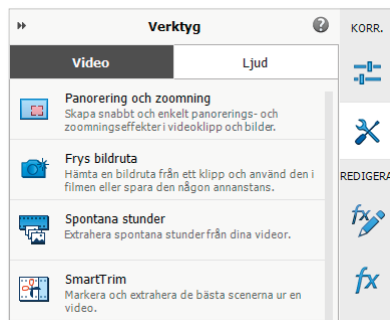 Verktyg
KORR.
Video
Ljud
Panorering och zoomning
Skapa snabbt och enkelt panorerings- och
zoomningseffekter i videoklipp och bilder.
Frys bildruta
Hämta en bildruta från ett klipp och använd den i
filmen eller spara den någon annanstans.
REDIGERA
Spontana stunder
Extrahera spontana stunder från dina videor.
fx
SmartTrim
Markera och extrahera de bästa scenerna ur en
video.
fx